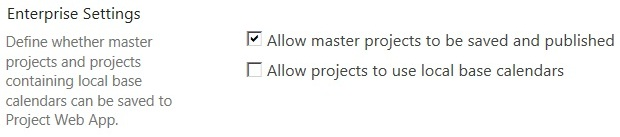 Enterprise Settings
Define whether master
projects and projects
containing local base
calendars can be saved to
Project Web App.
Allow master projects to be saved and published
Allow projects to use local base calendars